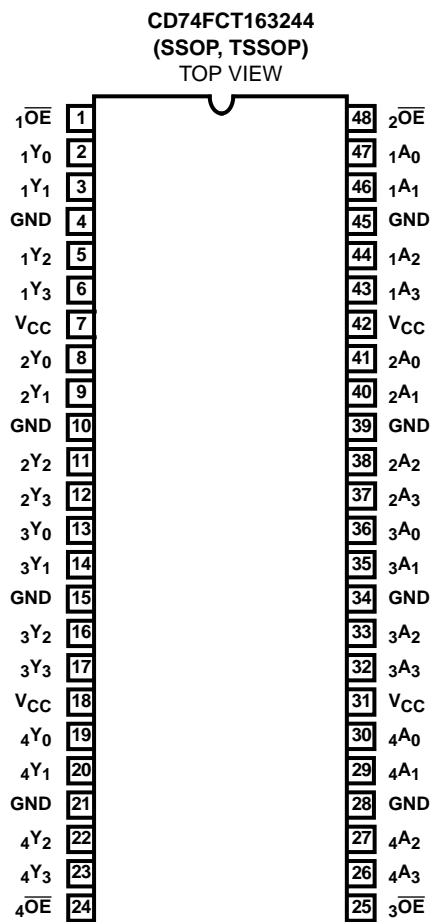 CD74FCT163244
(SSOP, TSSOP)
TOP VIEW
₁O̅E̅ 1 48 ₂O̅E̅
₁Y₀ 2 47 ₁A₀
₁Y₁ 3 46 ₁A₁
GND 4 45 GND
₁Y₂ 5 44 ₁A₂
₁Y₃ 6 43 ₁A₃
VCC 7 42 VCC
₂Y₀ 8 41 ₂A₀
₂Y₁ 9 40 ₂A₁
GND 10 39 GND
₂Y₂ 11 38 ₂A₂
₂Y₃ 12 37 ₂A₃
₃Y₀ 13 36 ₃A₀
₃Y₁ 14 35 ₃A₁
GND 15 34 GND
₃Y₂ 16 33 ₃A₂
₃Y₃ 17 32 ₃A₃
VCC 18 31 VCC
₄Y₀ 19 30 ₄A₀
₄Y₁ 20 29 ₄A₁
GND 21 28 GND
₄Y₂ 22 27 ₄A₂
₄Y₃ 23 26 ₄A₃
₄O̅E̅ 24 25 ₃O̅E̅